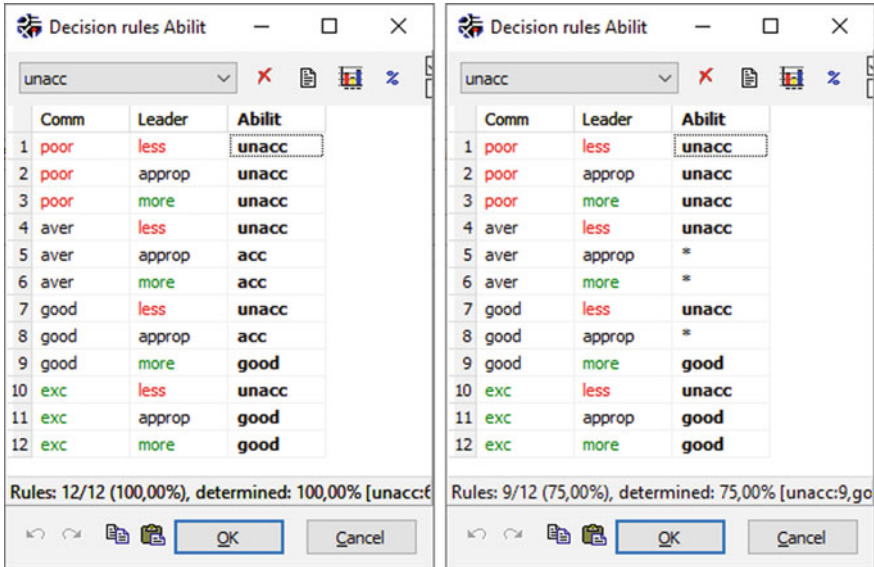 Decision rules Abilit
unacc
Comm Leader Abilit
1 poor less unacc
2 poor approp unacc
3 poor more unacc
4 aver less unacc
5 aver approp acc
6 aver more acc
7 good less unacc
8 good approp acc
9 good more good
10 exc less unacc
11 exc approp good
12 exc more good
Rules: 12/12 (100,00%), determined: 100,00% [unacc:6
OK Cancel
Decision rules Abilit
unacc
Comm Leader Abilit
1 poor less unacc
2 poor approp unacc
3 poor more unacc
4 aver less unacc
5 aver approp *
6 aver more *
7 good less unacc
8 good approp *
9 good more good
10 exc less unacc
11 exc approp good
12 exc more good
Rules: 9/12 (75,00%), determined: 75,00% [unacc:9,go
OK Cancel